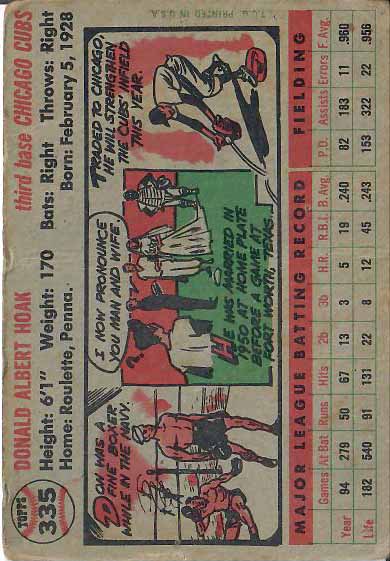 TOPPS
335
DONALD ALBERT HOAK third base CHICAGO CUBS
Height: 6'1" Weight: 170 Bats: Right Throws: Right
Home: Roulette, Penna. Born: February 5, 1928
DON WAS A
FINE BOXER
WHILE IN THE NAVY.
I NOW PRONOUNCE
YOU MAN AND WIFE!
HE WAS MARRIED IN
1950 AT HOME PLATE
BEFORE A GAME AT
FORT WORTH, TEXAS.
TRADED TO CHICAGO,
HE WILL STRENGTHEN
THE CUBS' INFIELD
THIS YEAR.
MAJOR LEAGUE BATTING RECORD FIELDING
Games At Bat Runs Hits 2b 3b H.R. R.B.I. B. Avg. P.O. Assists Errors F. Avg.
Year 94 279 50 67 13 3 5 19 .240 82 183 11 .960
Life 182 540 91 131 22 8 12 45 .243 153 322 22 .956
T.C.G. PRINTED IN U.S.A.